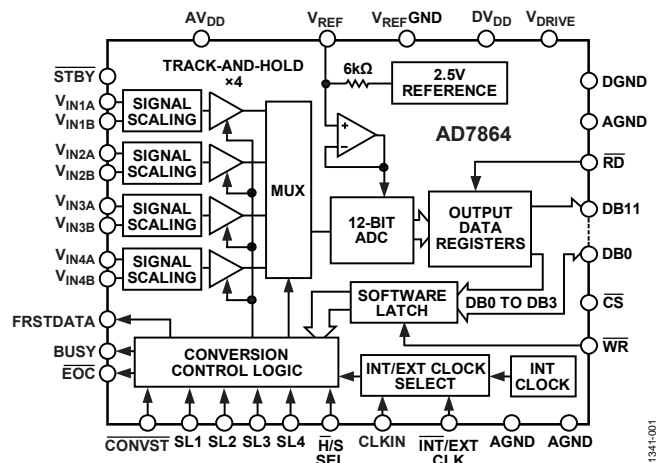 AVDD
VREF
VREFGND
DVDD
VDRIVE
STBY
TRACK-AND-HOLD
×4
6kΩ
2.5V
REFERENCE
DGND
VIN1A
VIN1B
SIGNAL
SCALING
AGND
AD7864
VIN2A
VIN2B
SIGNAL
SCALING
MUX
+
–
RD
VIN3A
VIN3B
SIGNAL
SCALING
12-BIT
ADC
OUTPUT
DATA
REGISTERS
DB11
VIN4A
VIN4B
SIGNAL
SCALING
DB0
SOFTWARE
LATCH
DB0 TO DB3
CS
FRSTDATA
WR
BUSY
EOC
CONVERSION
CONTROL LOGIC
INT/EXT CLOCK
SELECT
INT
CLOCK
CONVST
SL1
SL2
SL3
SL4
H/S
SEL
CLKIN
INT/EXT
CLK
AGND
AGND
1341-001